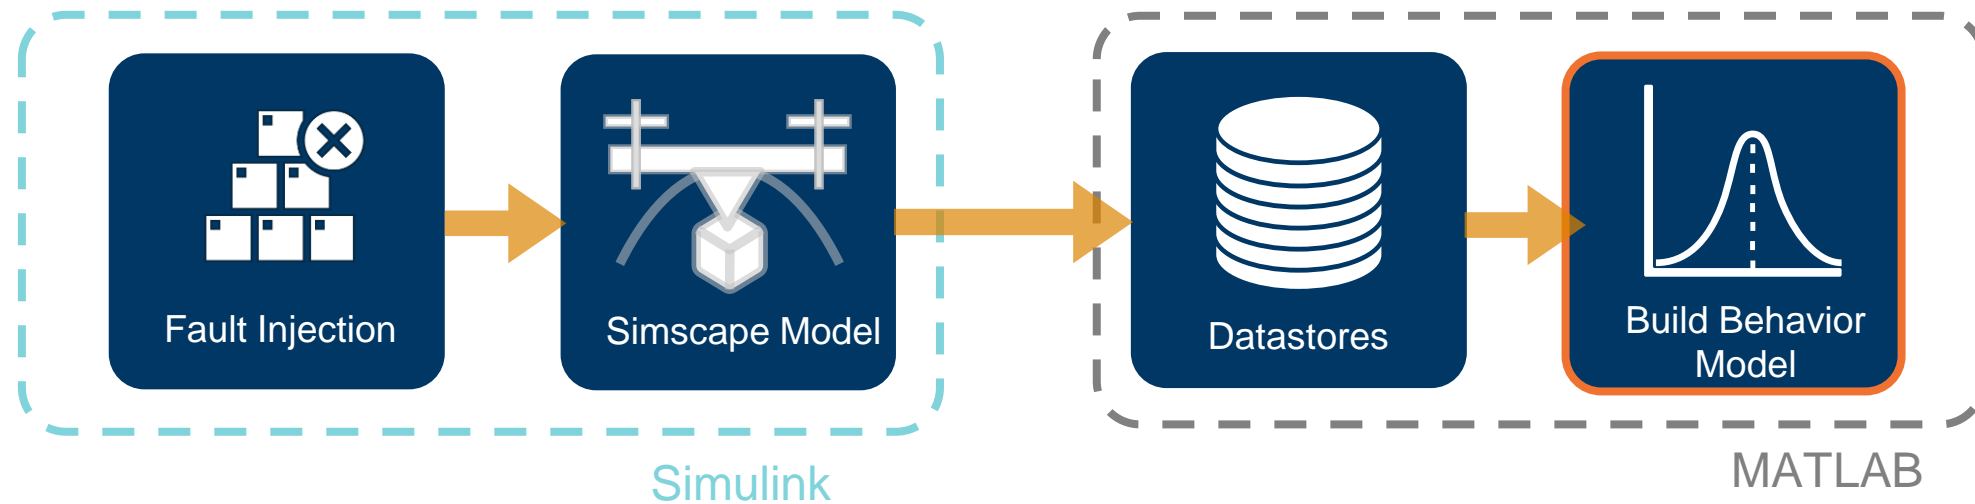 Fault Injection
Simscape Model
Datastores
Build Behavior
Model
Simulink
MATLAB